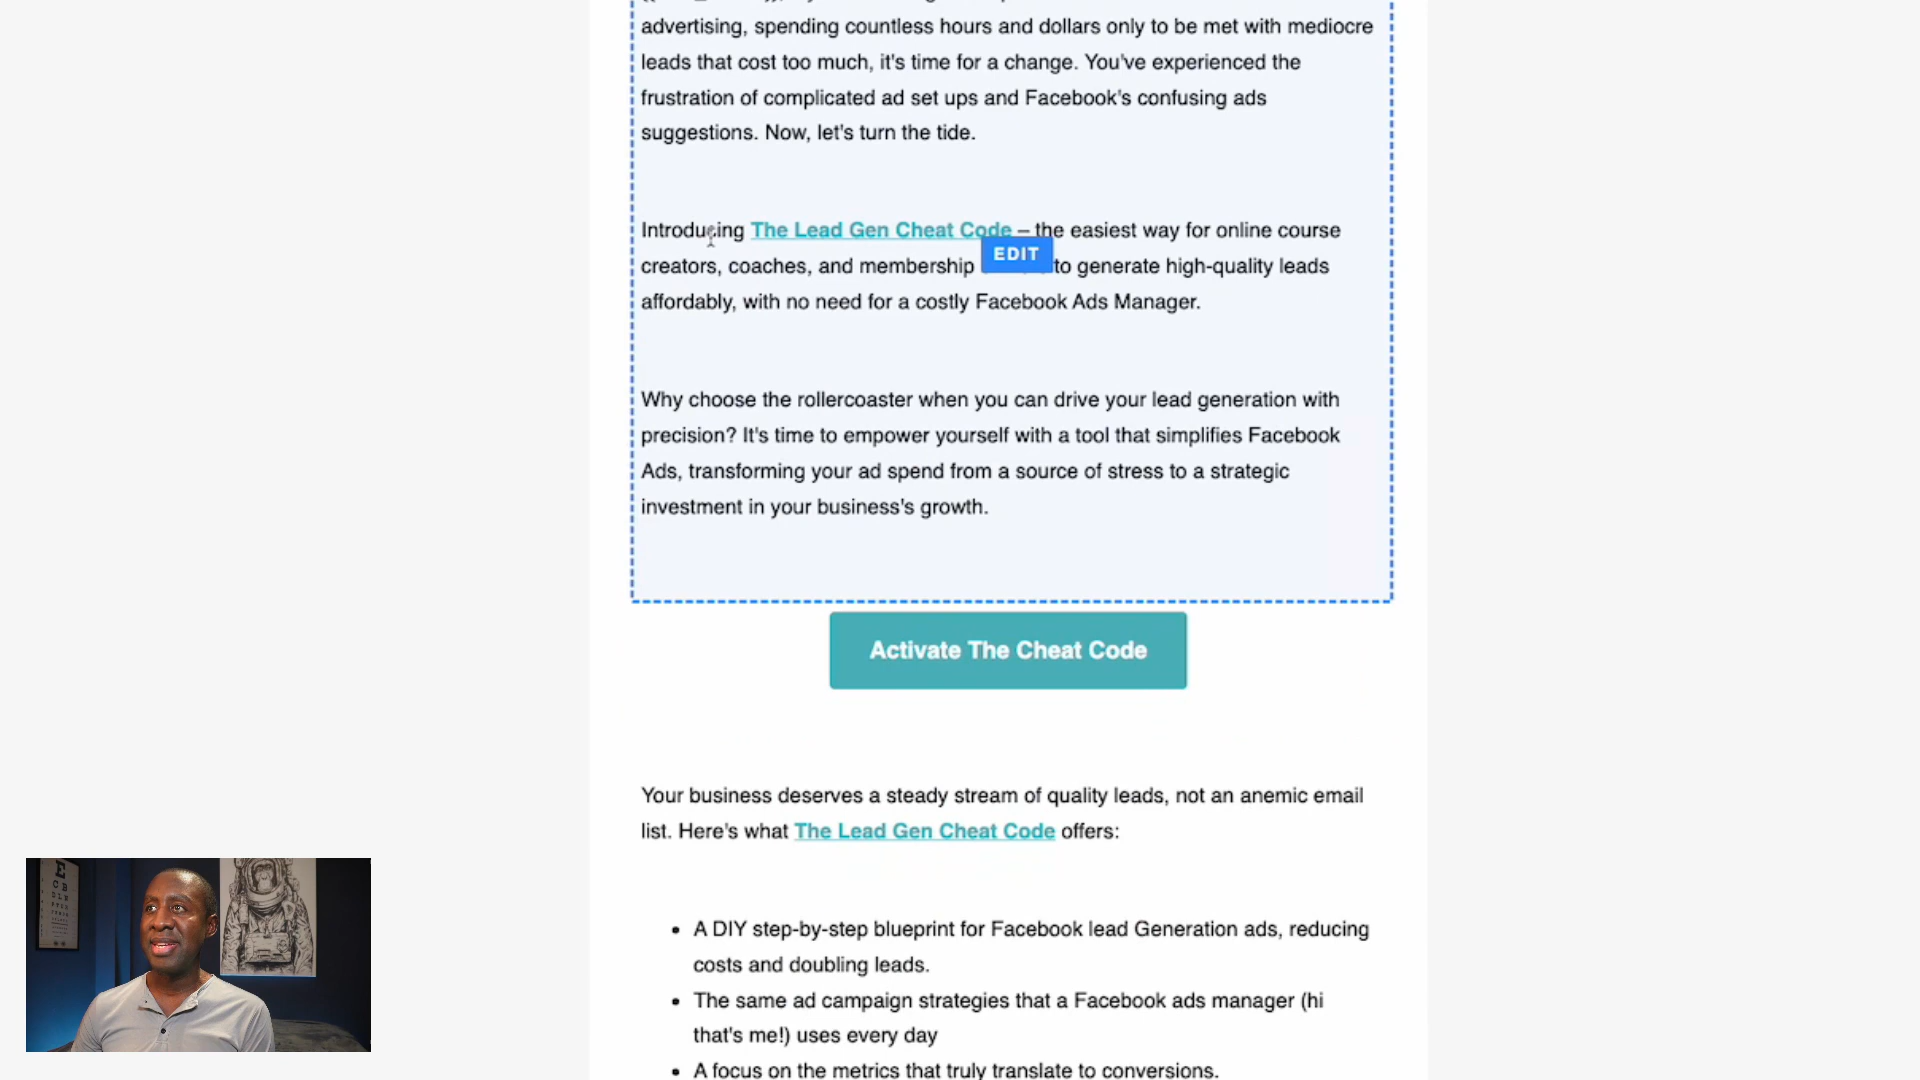 advertising, spending countless hours and dollars only to be met with mediocre
leads that cost too much, it's time for a change. You've experienced the
frustration of complicated ad set ups and Facebook's confusing ads
suggestions. Now, let's turn the tide.
Introducing The Lead Gen Cheat Code – the easiest way for online course
EDIT
creators, coaches, and membership to generate high-quality leads
affordably, with no need for a costly Facebook Ads Manager.
Why choose the rollercoaster when you can drive your lead generation with
precision? It's time to empower yourself with a tool that simplifies Facebook
Ads, transforming your ad spend from a source of stress to a strategic
investment in your business's growth.
Activate The Cheat Code
Your business deserves a steady stream of quality leads, not an anemic email
list. Here's what The Lead Gen Cheat Code offers:
• A DIY step-by-step blueprint for Facebook lead Generation ads, reducing
costs and doubling leads.
• The same ad campaign strategies that a Facebook ads manager (hi
that's me!) uses every day
• A focus on the metrics that truly translate to conversions.